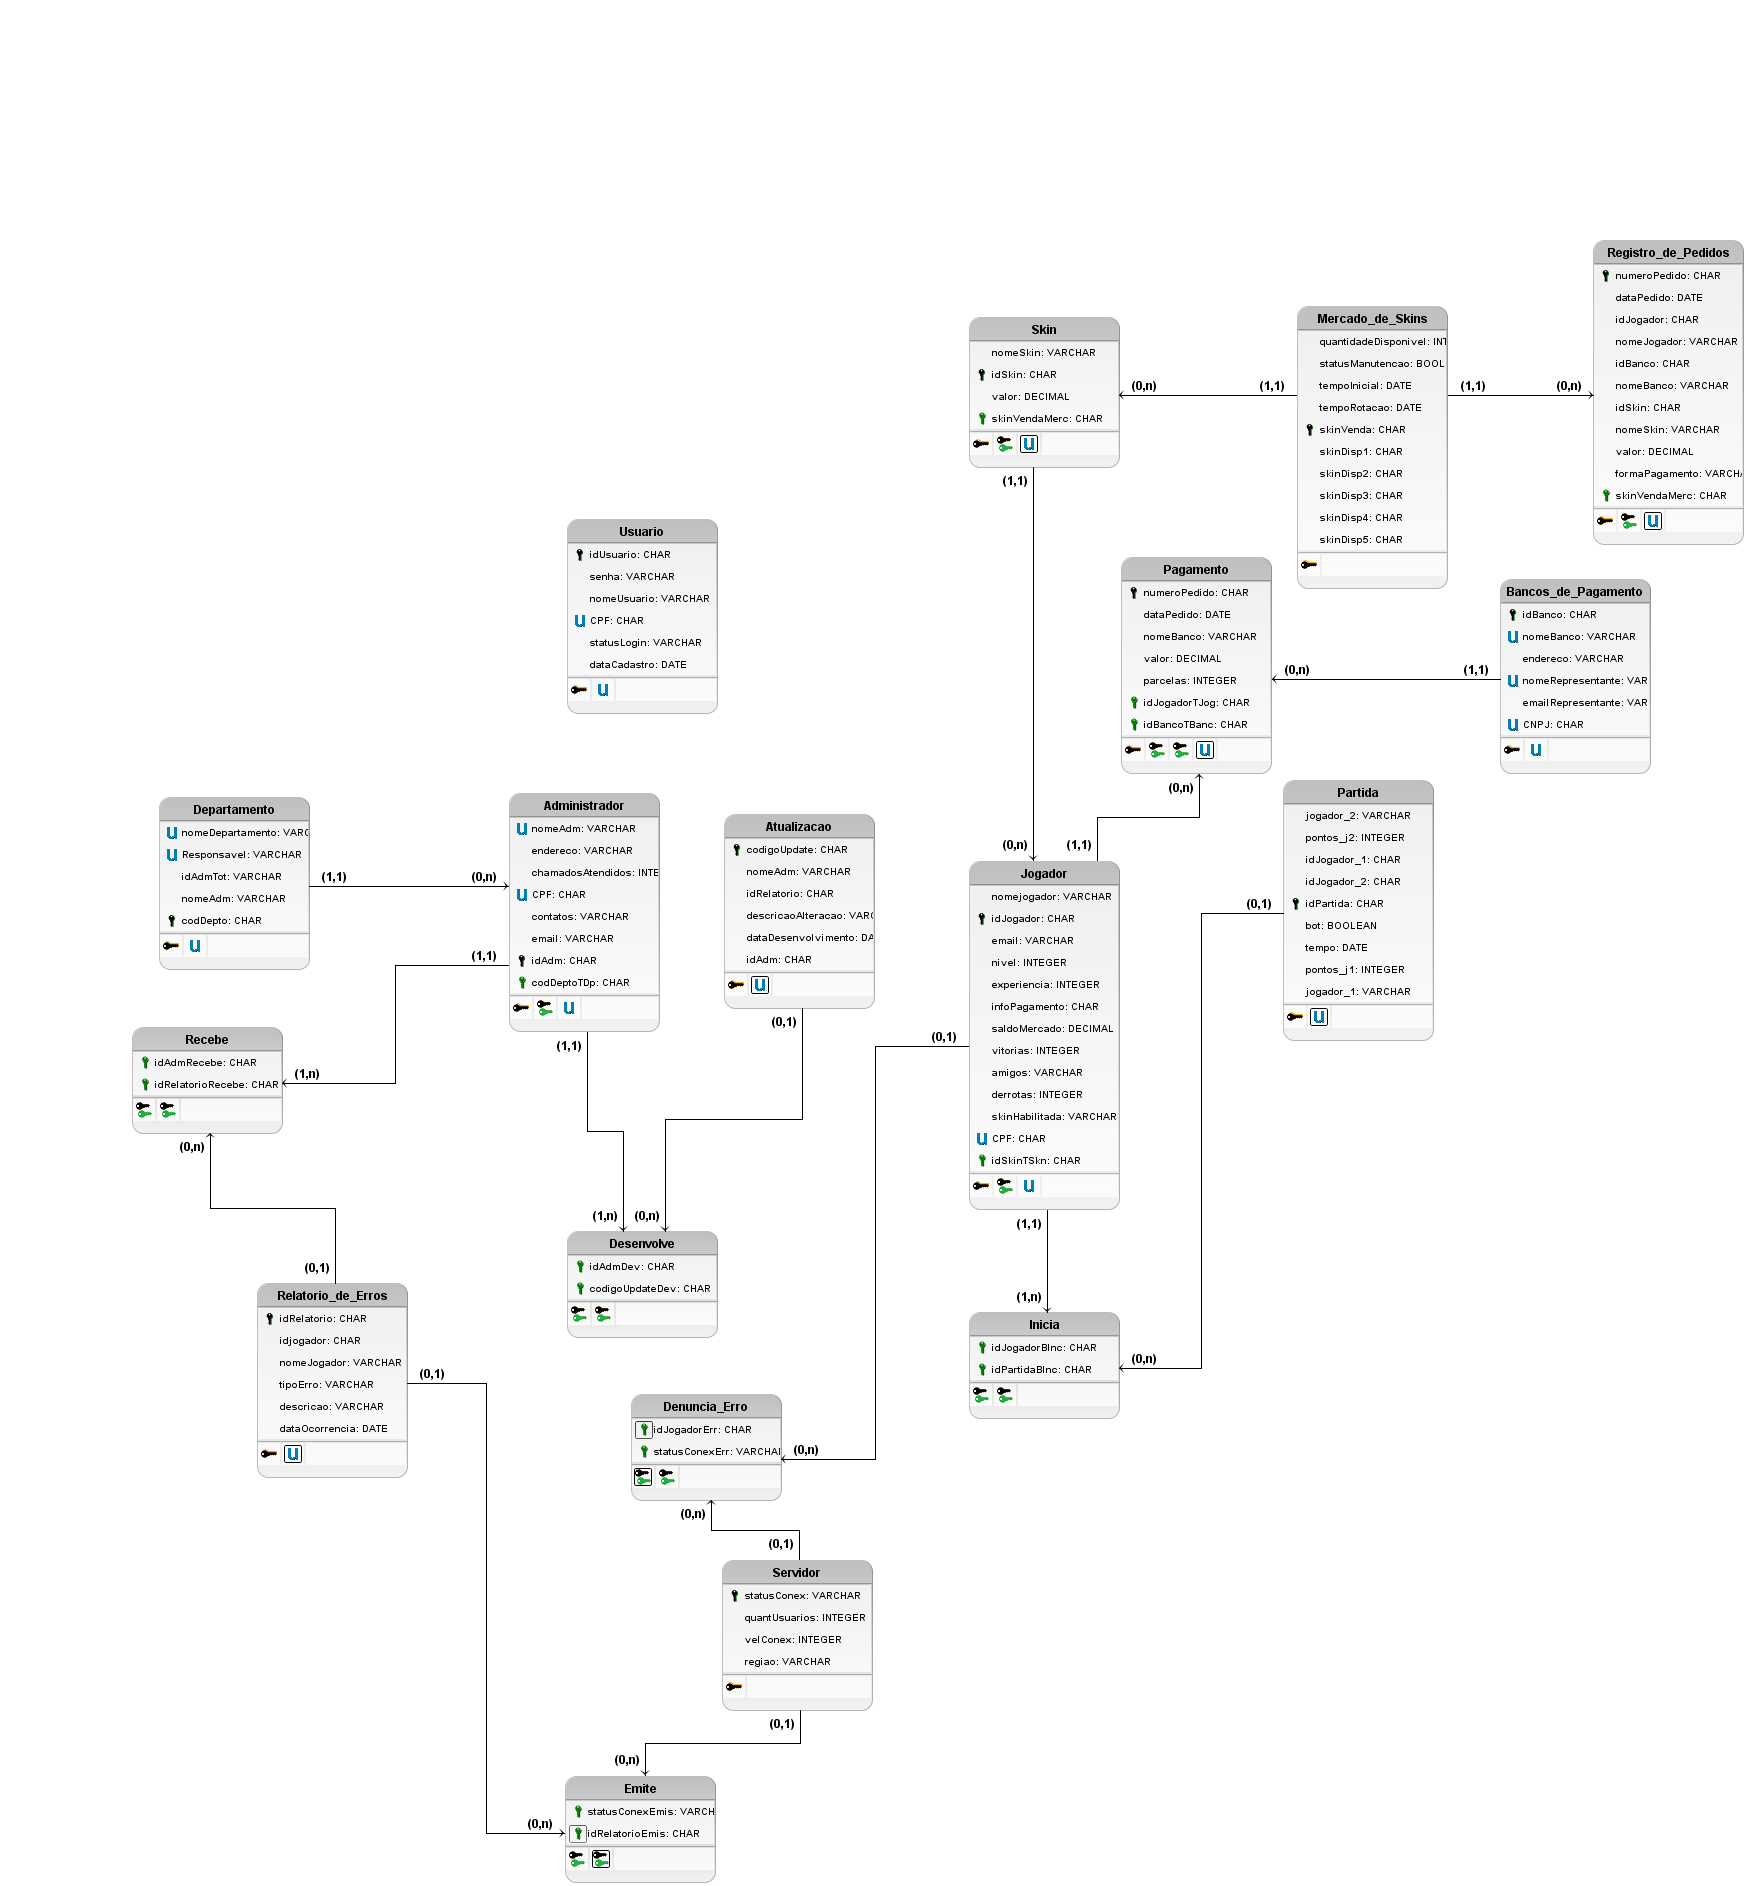 Registro_de_Pedidos
numeroPedido: CHAR
dataPedido: DATE
idJogador: CHAR
nomeJogador: VARCHAR
idBanco: CHAR
nomeBanco: VARCHAR
idSkin: CHAR
nomeSkin: VARCHAR
valor: DECIMAL
formaPagamento: VARCH
skinVendaMerc: CHAR
Mercado_de_Skins
quantidadeDisponivel: INT
statusManutencao: BOOL
tempoInicial: DATE
tempoRotacao: DATE
skinVenda: CHAR
skinDisp1: CHAR
skinDisp2: CHAR
skinDisp3: CHAR
skinDisp4: CHAR
skinDisp5: CHAR
(1,1)
(0,n)
(0,n)
(1,1)
Skin
nomeSkin: VARCHAR
idSkin: CHAR
valor: DECIMAL
skinVendaMerc: CHAR
u
u
(1,1)
Usuario
idUsuario: CHAR
senha: VARCHAR
nomeUsuario: VARCHAR
u CPF: CHAR
statusLogin: VARCHAR
dataCadastro: DATE
u
Pagamento
numeroPedido: CHAR
dataPedido: DATE
nomeBanco: VARCHAR
valor: DECIMAL
parcelas: INTEGER
idJogadorTJog: CHAR
idBancoTBanc: CHAR
u
(0,n)
(0,n)
(1,1)
Bancos_de_Pagamento
idBanco: CHAR
u nomeBanco: VARCHAR
endereco: VARCHAR
u nomeRepresentante: VAR
emailRepresentante: VAR
u CNPJ: CHAR
u
Departamento
u nomeDepartamento: VARC
u Responsavel: VARCHAR
idAdmTot: CHAR
nomeAdm: VARCHAR
codDepto: CHAR
u
(1,1)
(0,n)
Administrador
u nomeAdm: VARCHAR
endereco: VARCHAR
chamadosAtendidos: INTE
u CPF: CHAR
contatos: VARCHAR
email: VARCHAR
idAdm: CHAR
codDeptoTDp: CHAR
u
(1,1)
(1,1)
Atualizacao
codigoUpdate: CHAR
nomeAdm: VARCHAR
idRelatorio: CHAR
descricaoAlteracao: VARC
dataDesenvolvimento: DA
idAdm: CHAR
u
(0,1)
(0,n)
(1,1)
Jogador
nomejogador: VARCHAR
idJogador: CHAR
email: VARCHAR
nivel: INTEGER
experiencia: INTEGER
infoPagamento: CHAR
saldoMercado: DECIMAL
vitorias: INTEGER
amigos: VARCHAR
derrotas: INTEGER
skinHabilitada: VARCHAR
u CPF: CHAR
idSkinTSkn: CHAR
u
(0,1)
(1,1)
Partida
jogador_2: VARCHAR
pontos_j2: INTEGER
idJogador_1: CHAR
idJogador_2: CHAR
idPartida: CHAR
bot: BOOLEAN
tempo: DATE
pontos_j1: INTEGER
jogador_1: VARCHAR
u
(0,1)
Recebe
idAdmRecebe: CHAR
idRelatorioRecebe: CHAR
(1,n)
(0,n)
(1,n)
(0,n)
Desenvolve
idAdmDev: CHAR
codigoUpdateDev: CHAR
(0,1)
Relatorio_de_Erros
idRelatorio: CHAR
idjogador: CHAR
nomeJogador: VARCHAR
tipoErro: VARCHAR
descricao: VARCHAR
dataOcorrencia: DATE
u
(0,1)
(1,n)
Inicia
idJogadorBInc: CHAR
idPartidaBInc: CHAR
(0,n)
Denuncia_Erro
idJogadorErr: CHAR
statusConexErr: VARCHAI
(0,n)
(0,n)
(0,1)
Servidor
statusConex: VARCHAR
quantUsuarios: INTEGER
velConex: INTEGER
regiao: VARCHAR
(0,1)
(0,n)
Emite
statusConexEmis: VARCH
idRelatorioEmis: CHAR
(0,n)